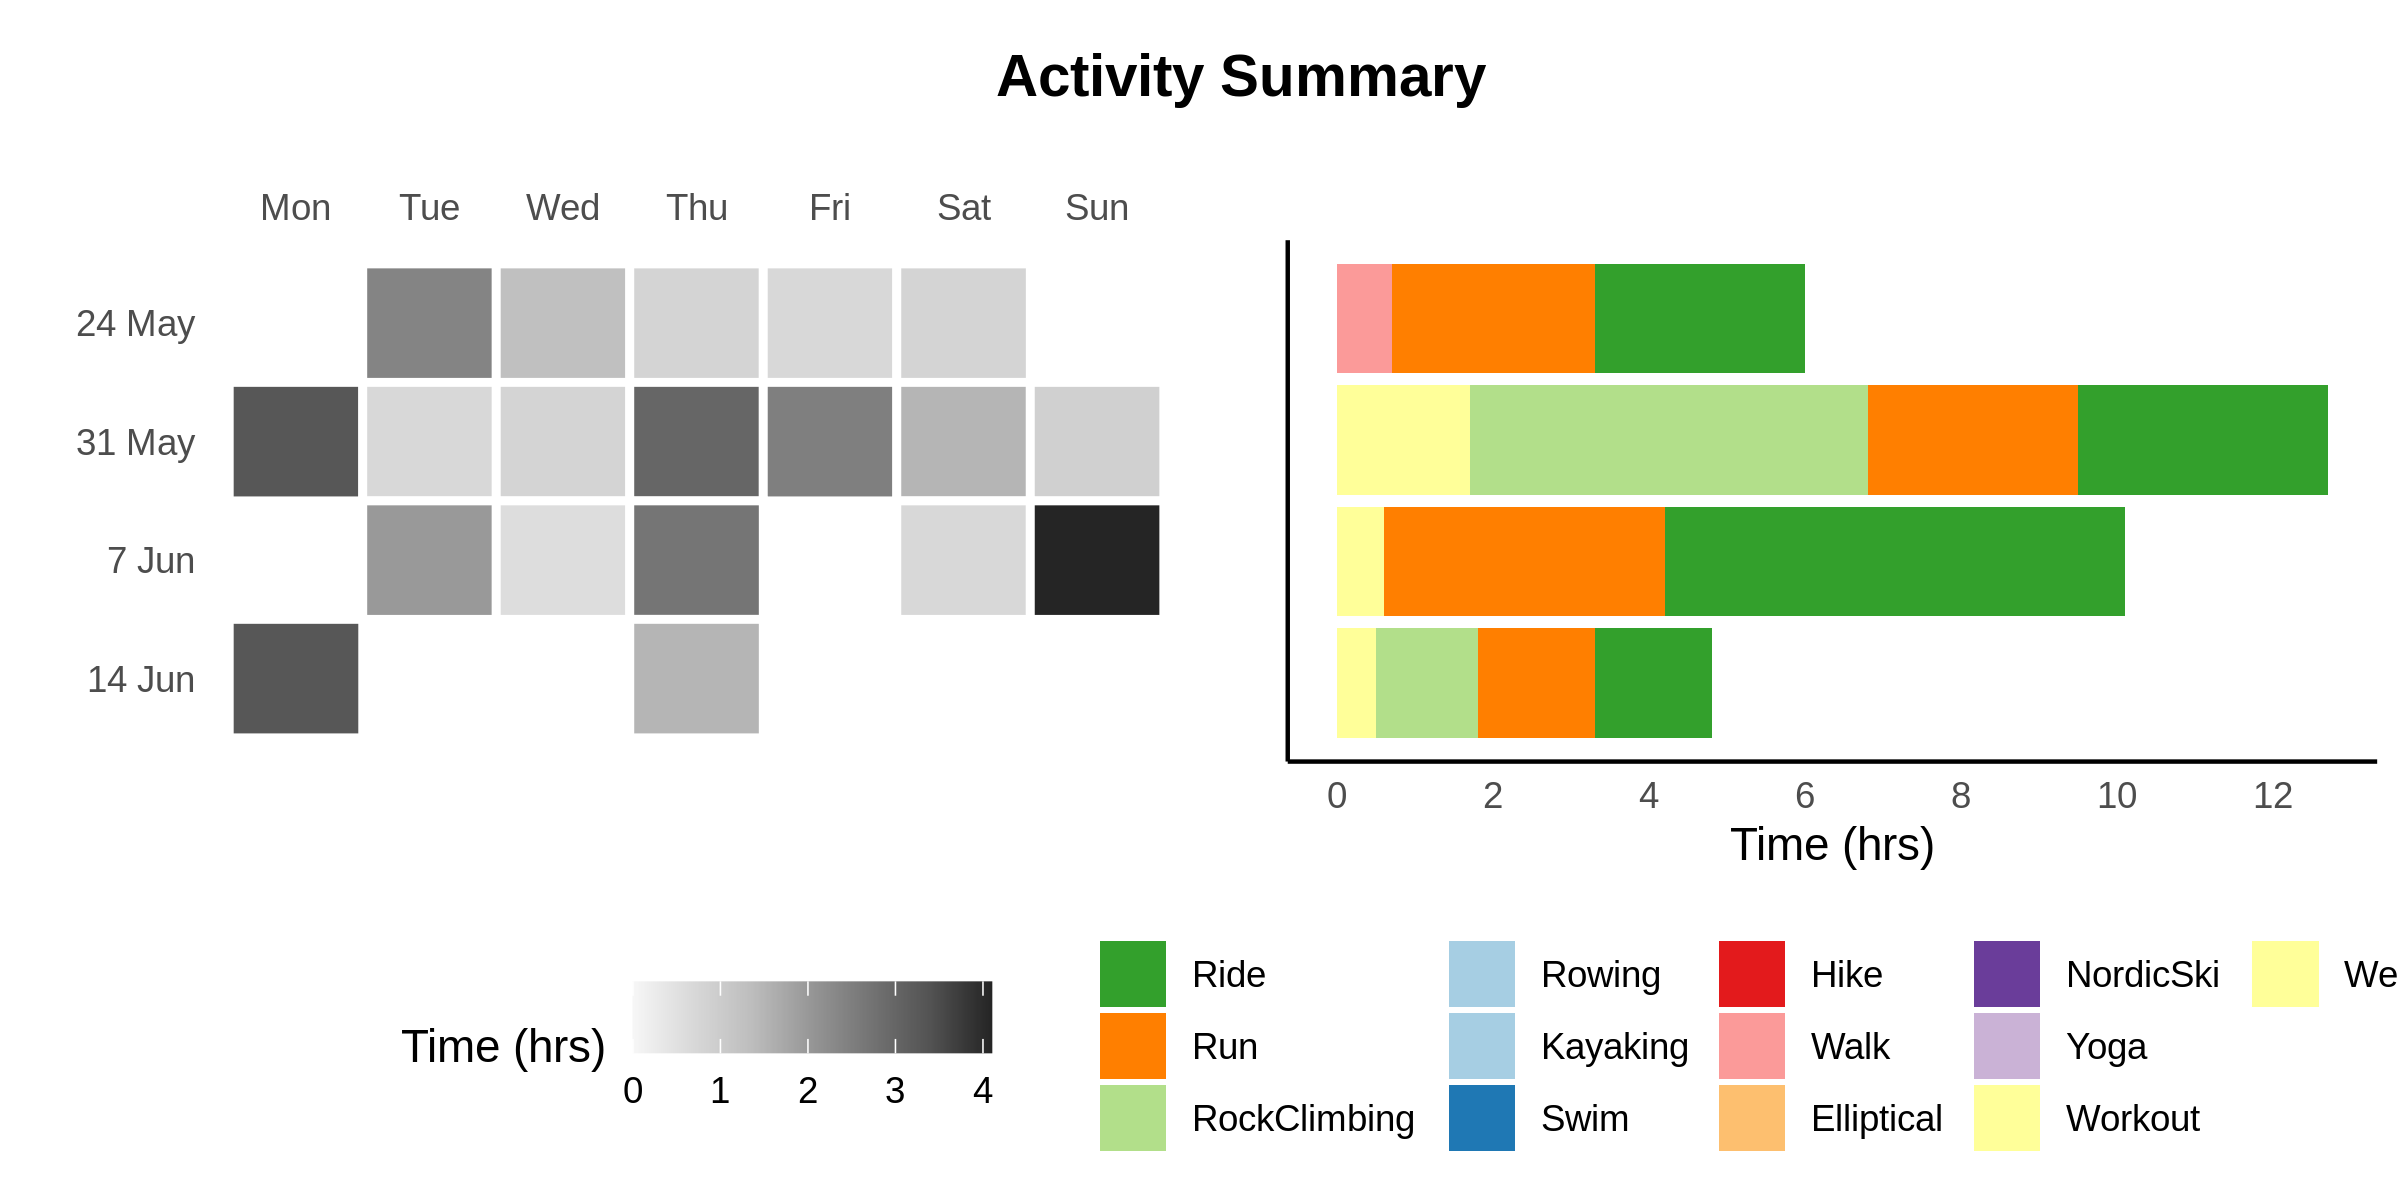 Activity Summary
Mon Tue Wed Thu Fri Sat Sun
24 May
31 May
7 Jun
14 Jun
0 2 4 6 8 10 12
Time (hrs)
Time (hrs)
0 1 2 3 4
Ride Rowing Hike NordicSki We
Run Kayaking Walk Yoga
RockClimbing Swim Elliptical Workout